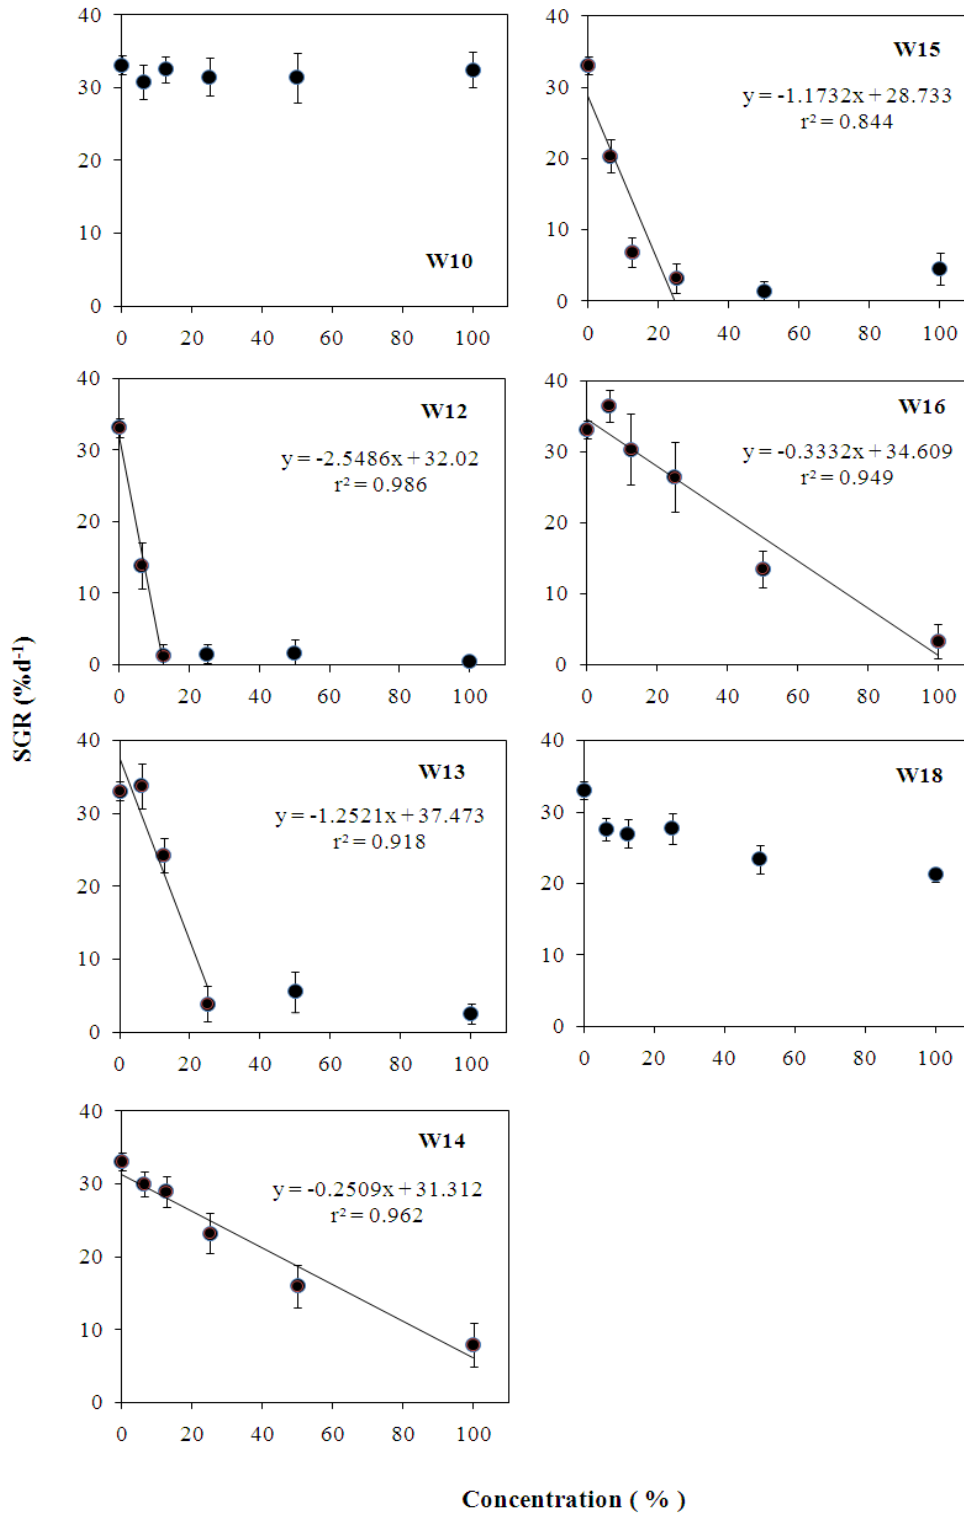 40
30
20
10
0
W10
0 20 40 60 80 100
40
30
20
10
0
W15
y = -1.1732x + 28.733
r² = 0.844
0 20 40 60 80 100
40
30
20
10
0
W12
y = -2.5486x + 32.02
r² = 0.986
0 20 40 60 80 100
40
30
20
10
0
W16
y = -0.3332x + 34.609
r² = 0.949
0 20 40 60 80 100
SGR (%d⁻¹)
40
30
20
10
0
W13
y = -1.2521x + 37.473
r² = 0.918
0 20 40 60 80 100
40
30
20
10
0
W18
0 20 40 60 80 100
40
30
20
10
0
W14
y = -0.2509x + 31.312
r² = 0.962
0 20 40 60 80 100
Concentration ( % )